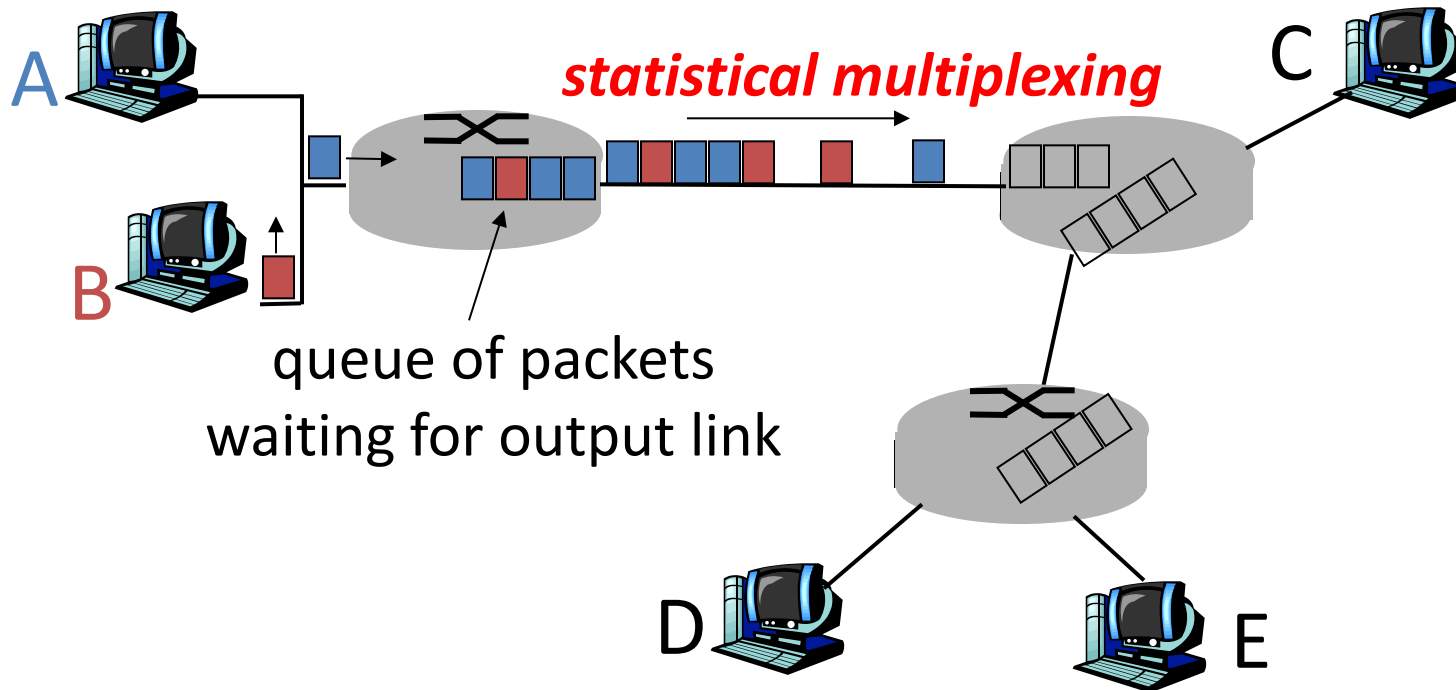 A
statistical multiplexing
C
B
queue of packets
waiting for output link
D
E